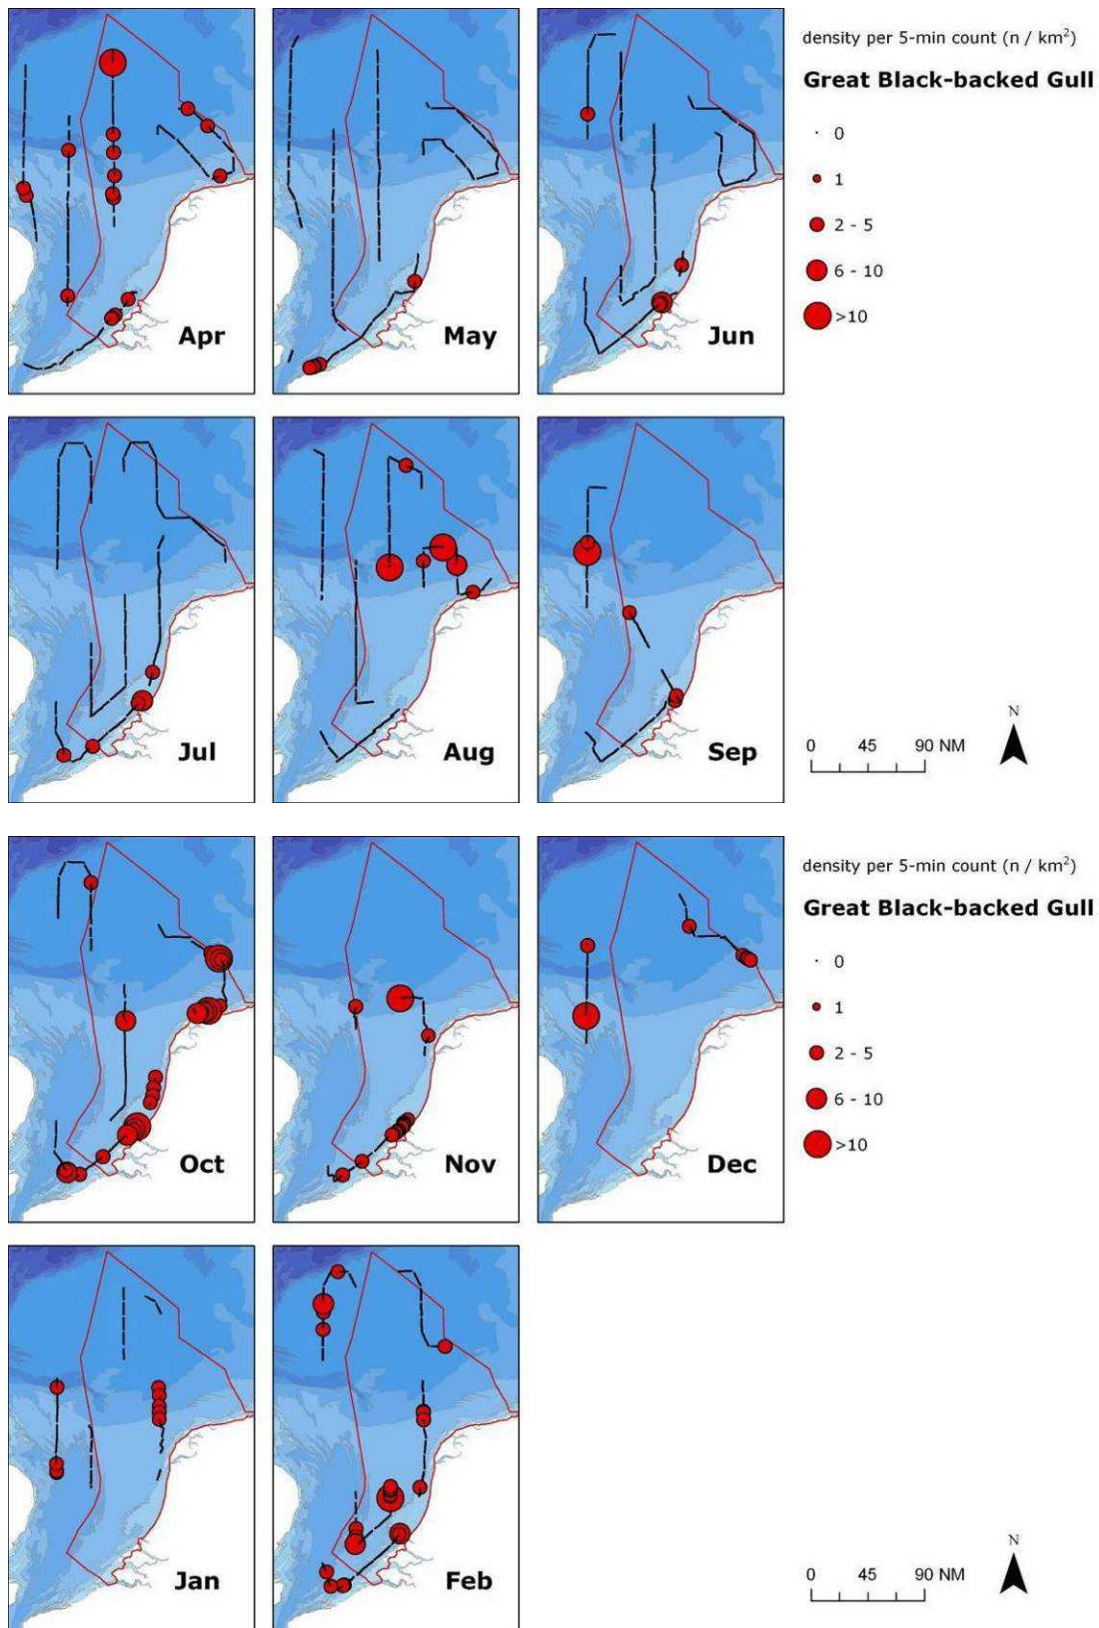 density per 5-min count (n / km²)
Great Black-backed Gull
0
1
2 - 5
6 - 10
>10
Apr
May
Jun
Jul
Aug
Sep
N
0 45 90 NM
density per 5-min count (n / km²)
Great Black-backed Gull
0
1
2 - 5
6 - 10
>10
Oct
Nov
Dec
Jan
Feb
N
0 45 90 NM